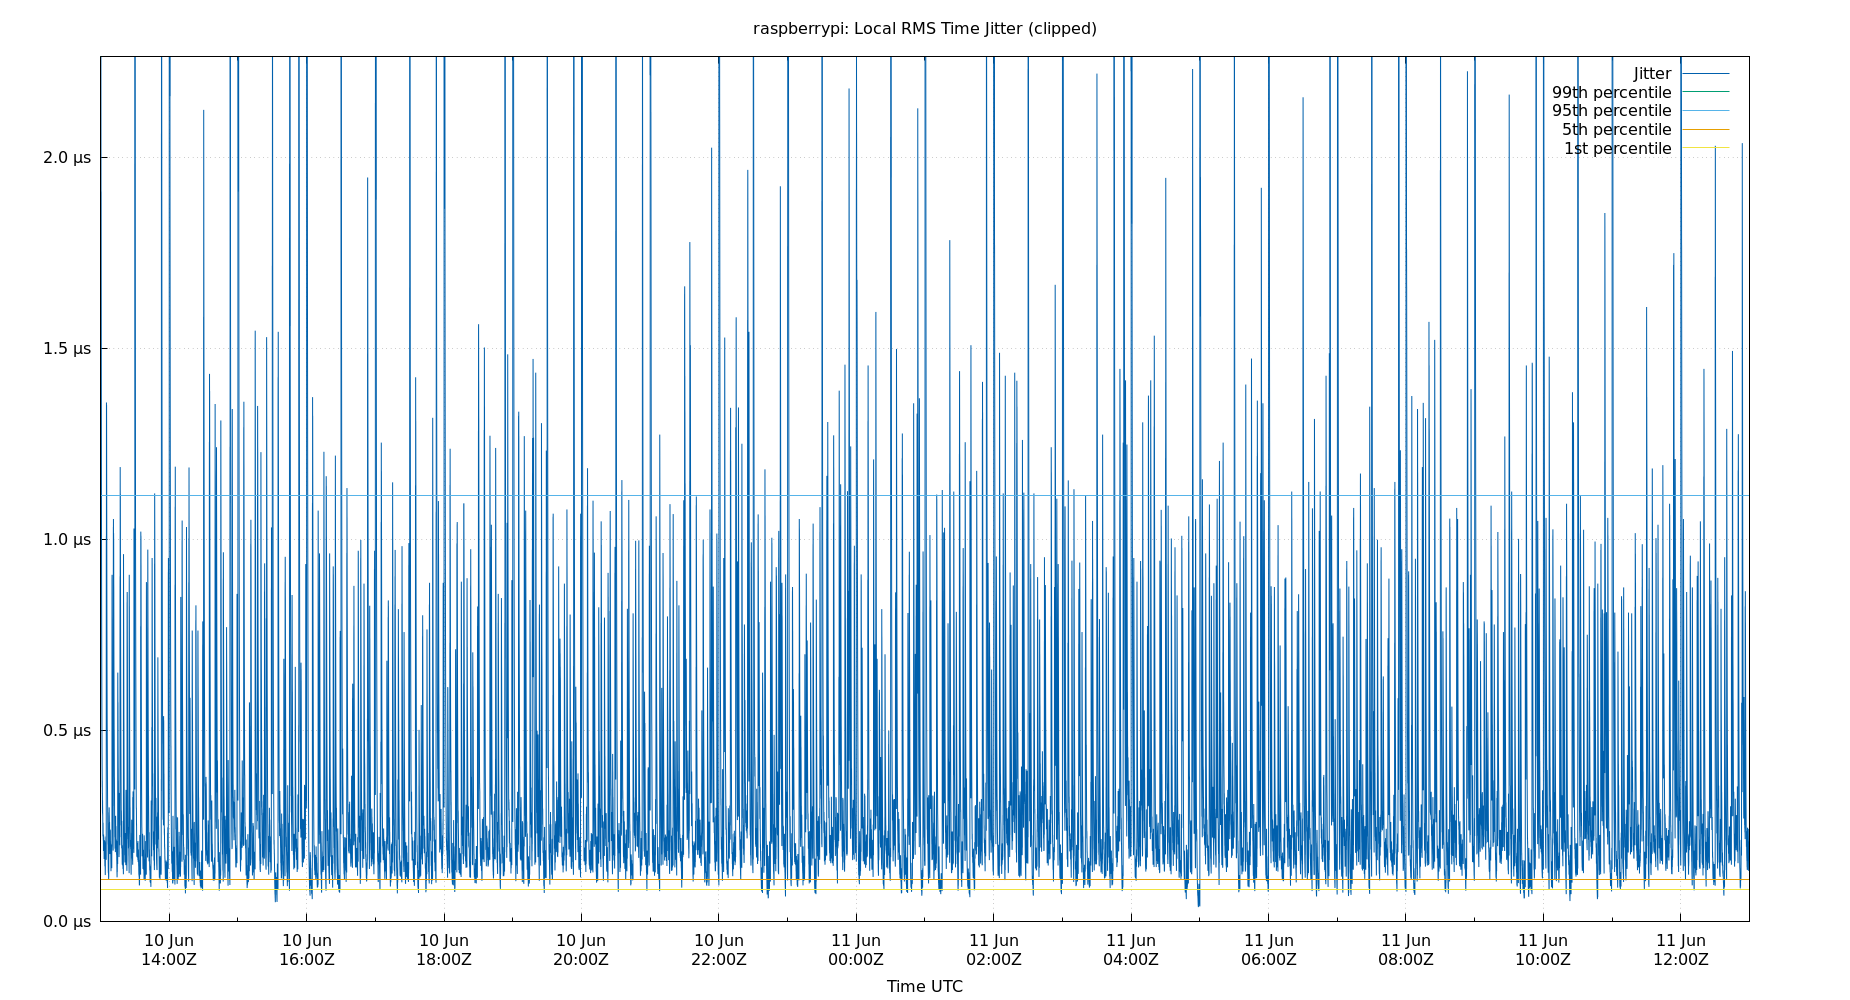 raspberrypi: Local RMS Time Jitter (clipped)
Jitter
99th percentile
95th percentile
5th percentile
1st percentile
2.0 µs
1.5 µs
1.0 µs
0.5 µs
0.0 µs
10 Jun 10 Jun 10 Jun 10 Jun 10 Jun 11 Jun 11 Jun 11 Jun 11 Jun 11 Jun 11 Jun 11 Jun
14:00Z 16:00Z 18:00Z 20:00Z 22:00Z 00:00Z 02:00Z 04:00Z 06:00Z 08:00Z 10:00Z 12:00Z
Time UTC